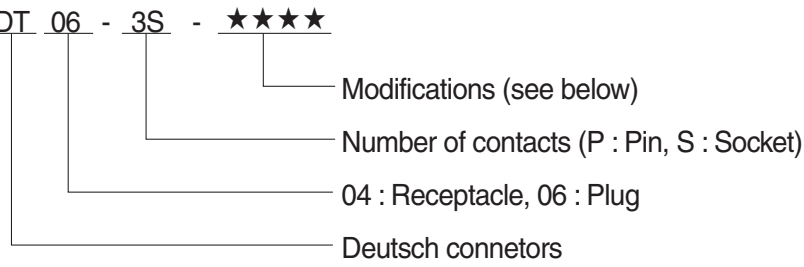 DT 06 - 3S - ★★★★
Modifications (see below)
Number of contacts (P : Pin, S : Socket)
04 : Receptacle, 06 : Plug
Deutsch connetors